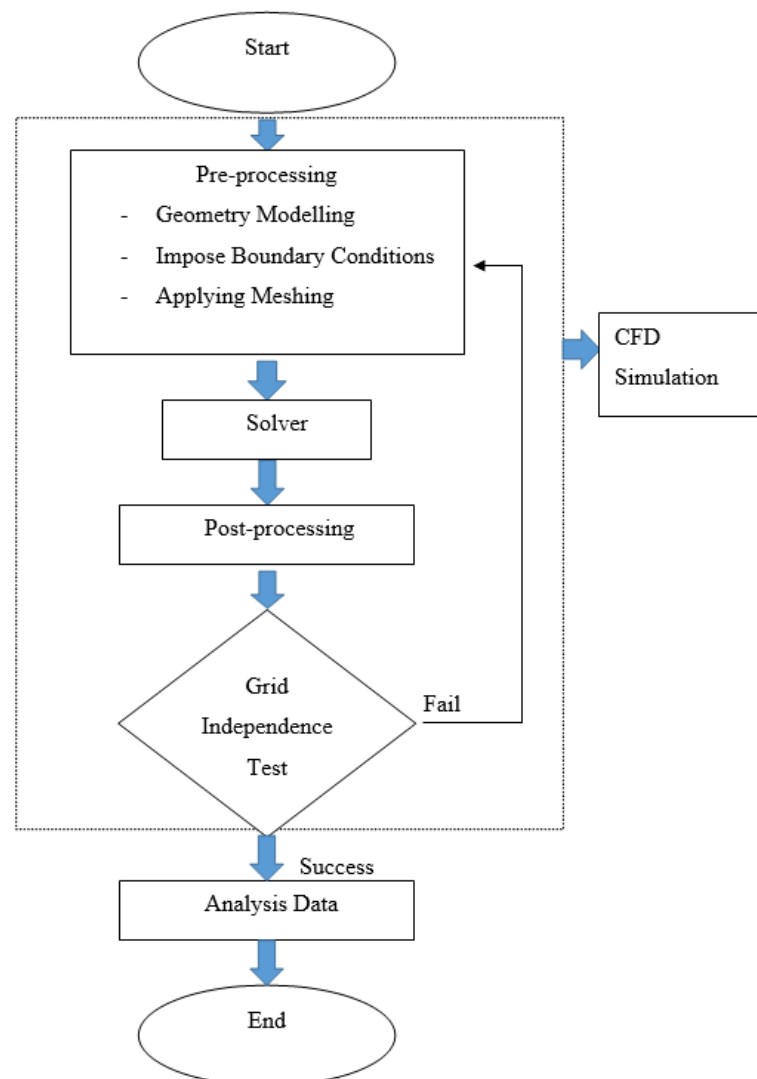 Start
Pre-processing
- Geometry Modelling
- Impose Boundary Conditions
- Applying Meshing
CFD
Simulation
Solver
Post-processing
Grid
Independence
Test
Fail
Success
Analysis Data
End